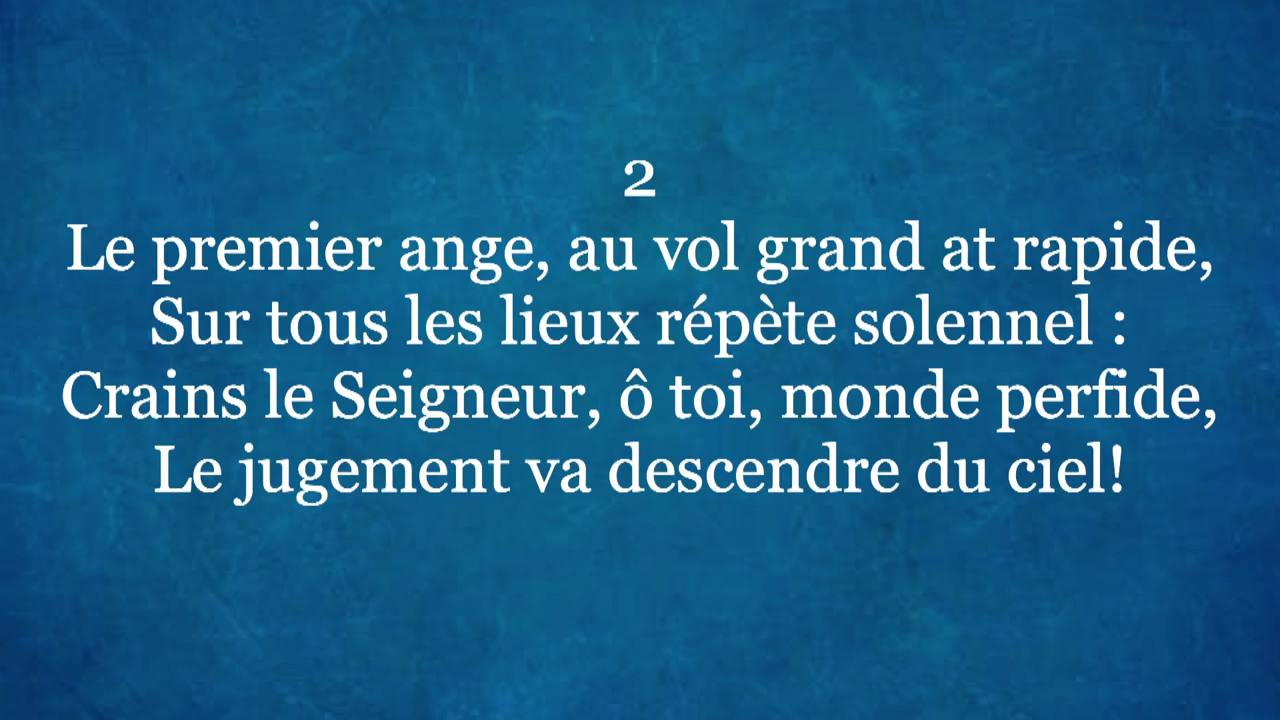 2
Le premier ange, au vol grand at rapide,
Sur tous les lieux répète solennel :
Crains le Seigneur, ô toi, monde perfide,
Le jugement va descendre du ciel!